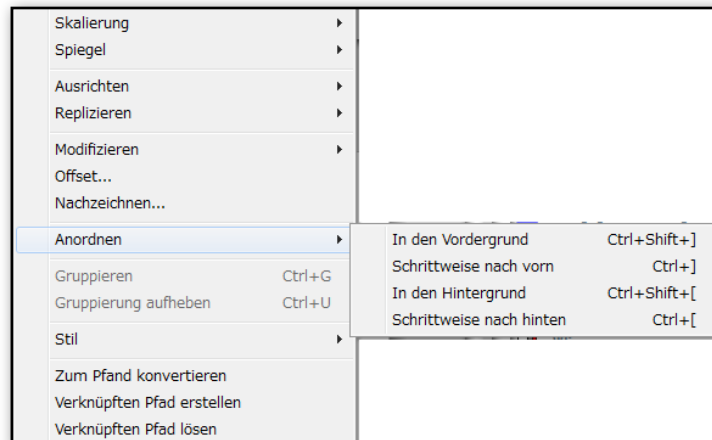 Skalierung
Spiegel
Ausrichten
Replizieren
Modifizieren
Offset...
Nachzeichnen...
Anordnen
In den Vordergrund Ctrl+Shift+]
Schrittweise nach vorn Ctrl+]
In den Hintergrund Ctrl+Shift+[
Schrittweise nach hinten Ctrl+[
Gruppieren Ctrl+G
Gruppierung aufheben Ctrl+U
Stil
Zum Pfand konvertieren
Verknüpften Pfad erstellen
Verknüpften Pfad lösen